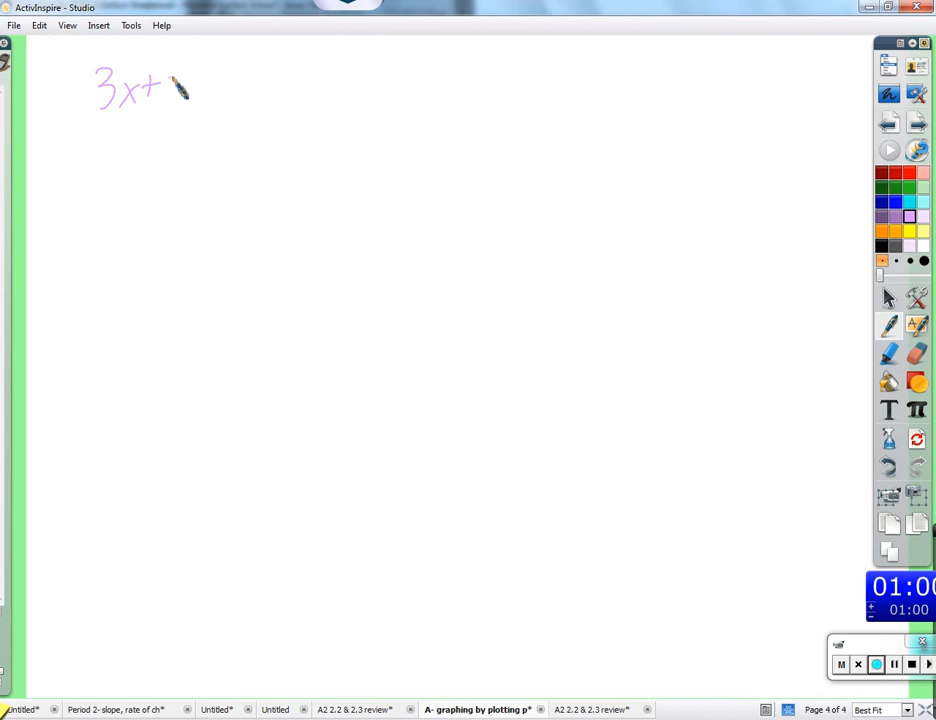 ActivInspire - Studio
File Edit View Insert Tools Help
3x+
01:00
01:00
M
ntitled* Period 2- slope, rate of ch* Untitled* Untitled A2 2.2 & 2.3 review* A- graphing by plotting p* A2 2.2 & 2.3 review* Page 4 of 4 Best Fit